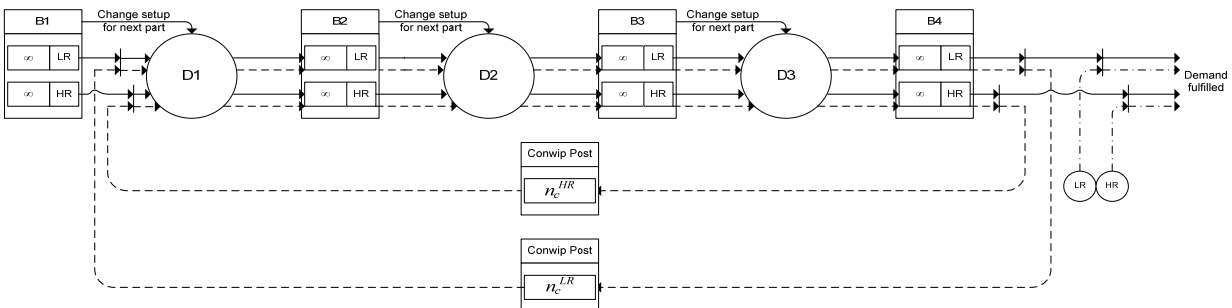 B1
∞ LR
∞ HR
Change setup
for next part
D1
B2
∞ LR
∞ HR
Change setup
for next part
D2
B3
∞ LR
∞ HR
Change setup
for next part
D3
B4
∞ LR
∞ HR
Demand
fulfilled
LR HR
Conwip Post
n_c^{HR}
Conwip Post
n_c^{LR}